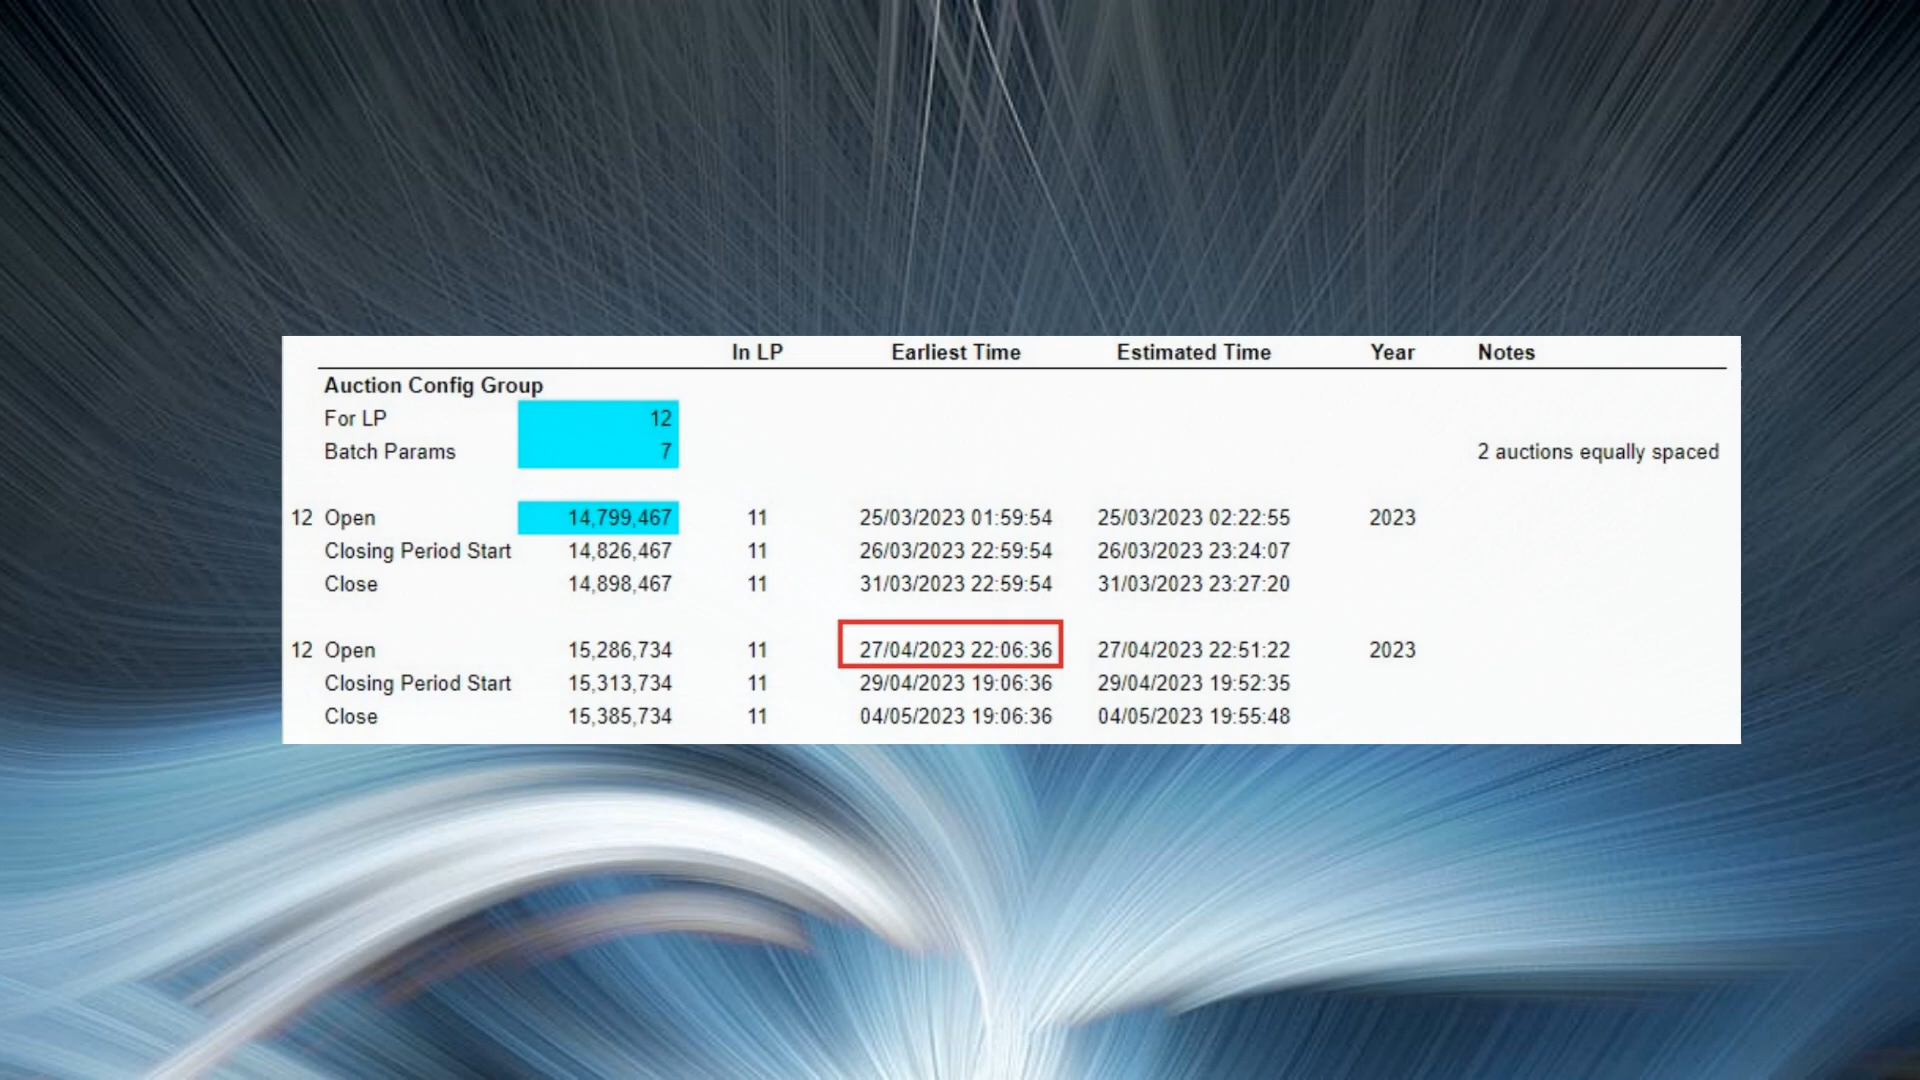 In LP Earliest Time Estimated Time Year Notes
Auction Config Group
For LP 12
Batch Params 7 2 auctions equally spaced
12 Open 14,799,467 11 25/03/2023 01:59:54 25/03/2023 02:22:55 2023
Closing Period Start 14,826,467 11 26/03/2023 22:59:54 26/03/2023 23:24:07
Close 14,898,467 11 31/03/2023 22:59:54 31/03/2023 23:27:20
12 Open 15,286,734 11 27/04/2023 22:06:36 27/04/2023 22:51:22 2023
Closing Period Start 15,313,734 11 29/04/2023 19:06:36 29/04/2023 19:52:35
Close 15,385,734 11 04/05/2023 19:06:36 04/05/2023 19:55:48